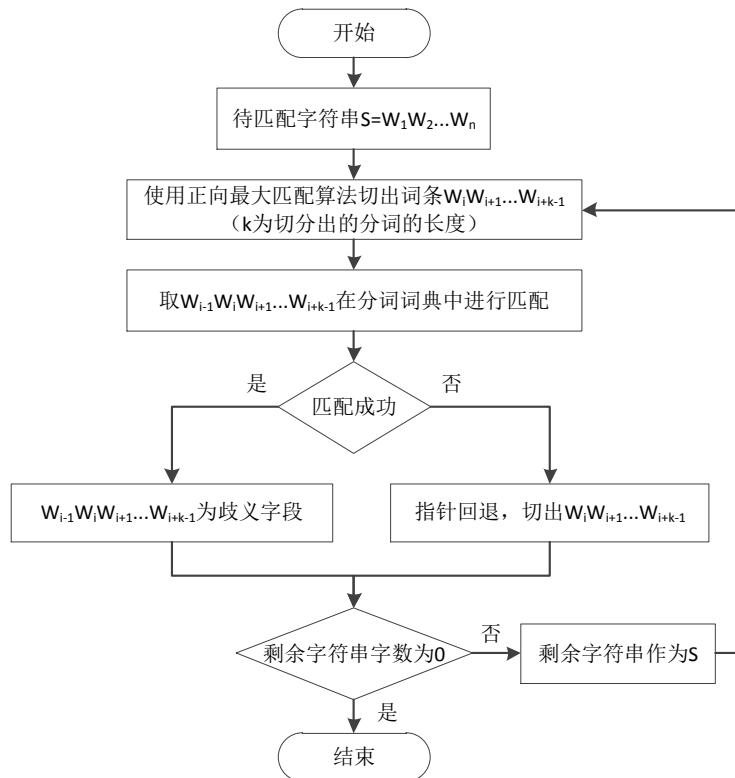 开始
待匹配字符串S=W₁W₂...Wₙ
使用正向最大匹配算法切出词条WᵢWᵢ₊₁...Wᵢ₊ₖ₋₁
（k为切分出的分词的长度）
取Wᵢ₋₁WᵢWᵢ₊₁...Wᵢ₊ₖ₋₁在分词词典中进行匹配
是
否
匹配成功
Wᵢ₋₁WᵢWᵢ₊₁...Wᵢ₊ₖ₋₁为歧义字段
指针回退，切出WᵢWᵢ₊₁...Wᵢ₊ₖ₋₁
剩余字符串字数为0
否
剩余字符串作为S
是
结束